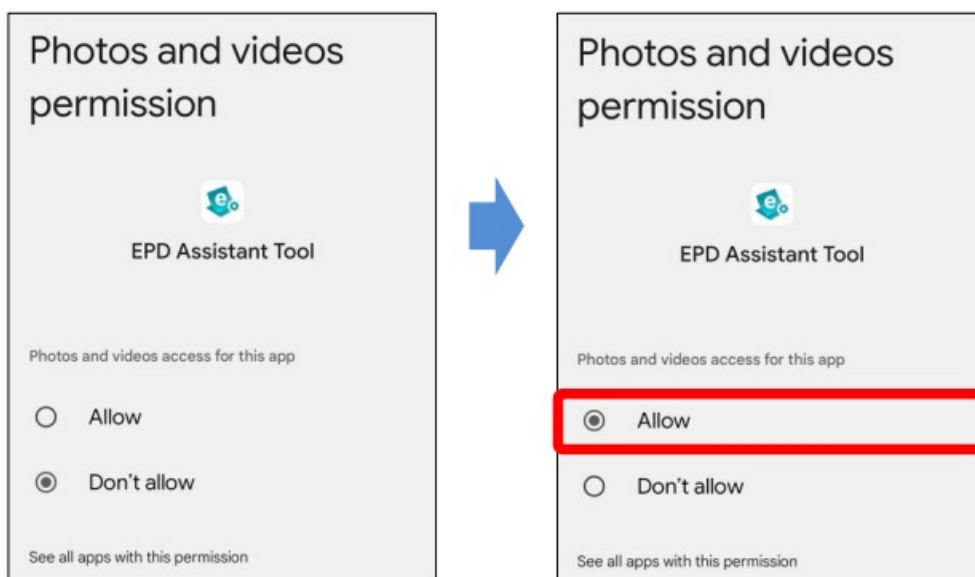 Photos and videos
permission
EPD Assistant Tool
Photos and videos access for this app
Allow
Don't allow
See all apps with this permission
Photos and videos
permission
EPD Assistant Tool
Photos and videos access for this app
Allow
Don't allow
See all apps with this permission